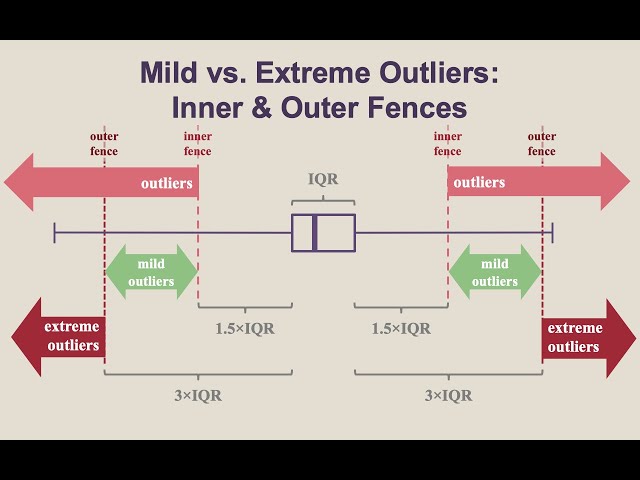 Mild vs. Extreme Outliers:
Inner & Outer Fences
outer
fence
inner
fence
inner
fence
outer
fence
outliers
IQR
outliers
mild
outliers
mild
outliers
1.5×IQR
1.5×IQR
extreme
outliers
extreme
outliers
3×IQR
3×IQR